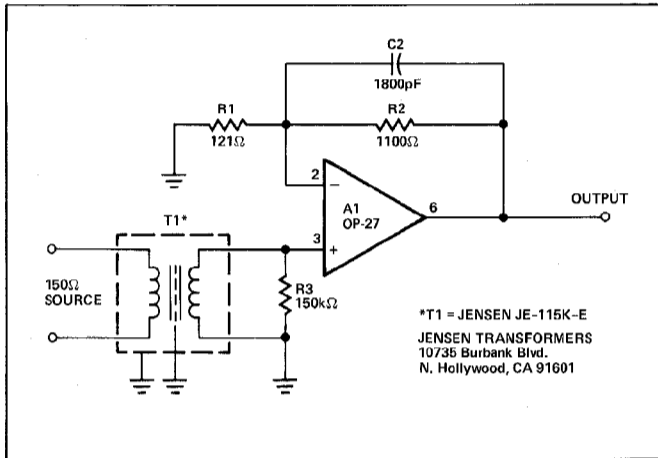 C2
1800pF
R1
121Ω
R2
1100Ω
2
−
A1
OP-27
6
OUTPUT
3
+
T1*
150Ω
SOURCE
R3
150kΩ
*T1 = JENSEN JE-115K-E
JENSEN TRANSFORMERS
10735 Burbank Blvd.
N. Hollywood, CA 91601